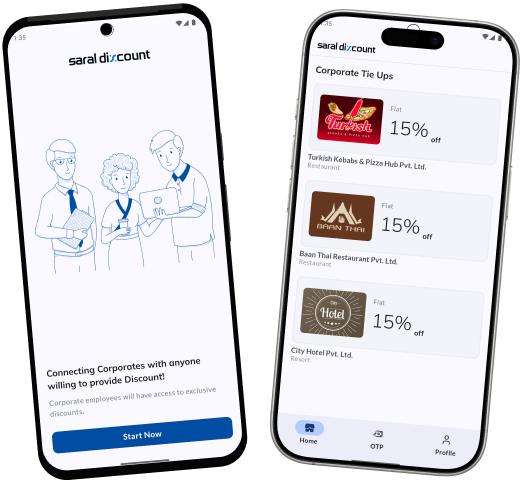 1:35
saral dixcount
Connecting Corporates with anyone
willing to provide Discount!
Corporate employees will have access to exclusive
discounts.
Start Now
:35
saral dixcount
Corporate Tie Ups
Turkish
KEBABS & PIZZA HUB
Flat
15% off
Turkish Kebabs & Pizza Hub Pvt. Ltd.
Restaurant
BAAN THAI
Flat
15% off
Baan Thai Restaurant Pvt. Ltd.
Restaurant
City
Hotel
Flat
15% off
City Hotel Pvt. Ltd.
Resort
Home
OTP
Profile